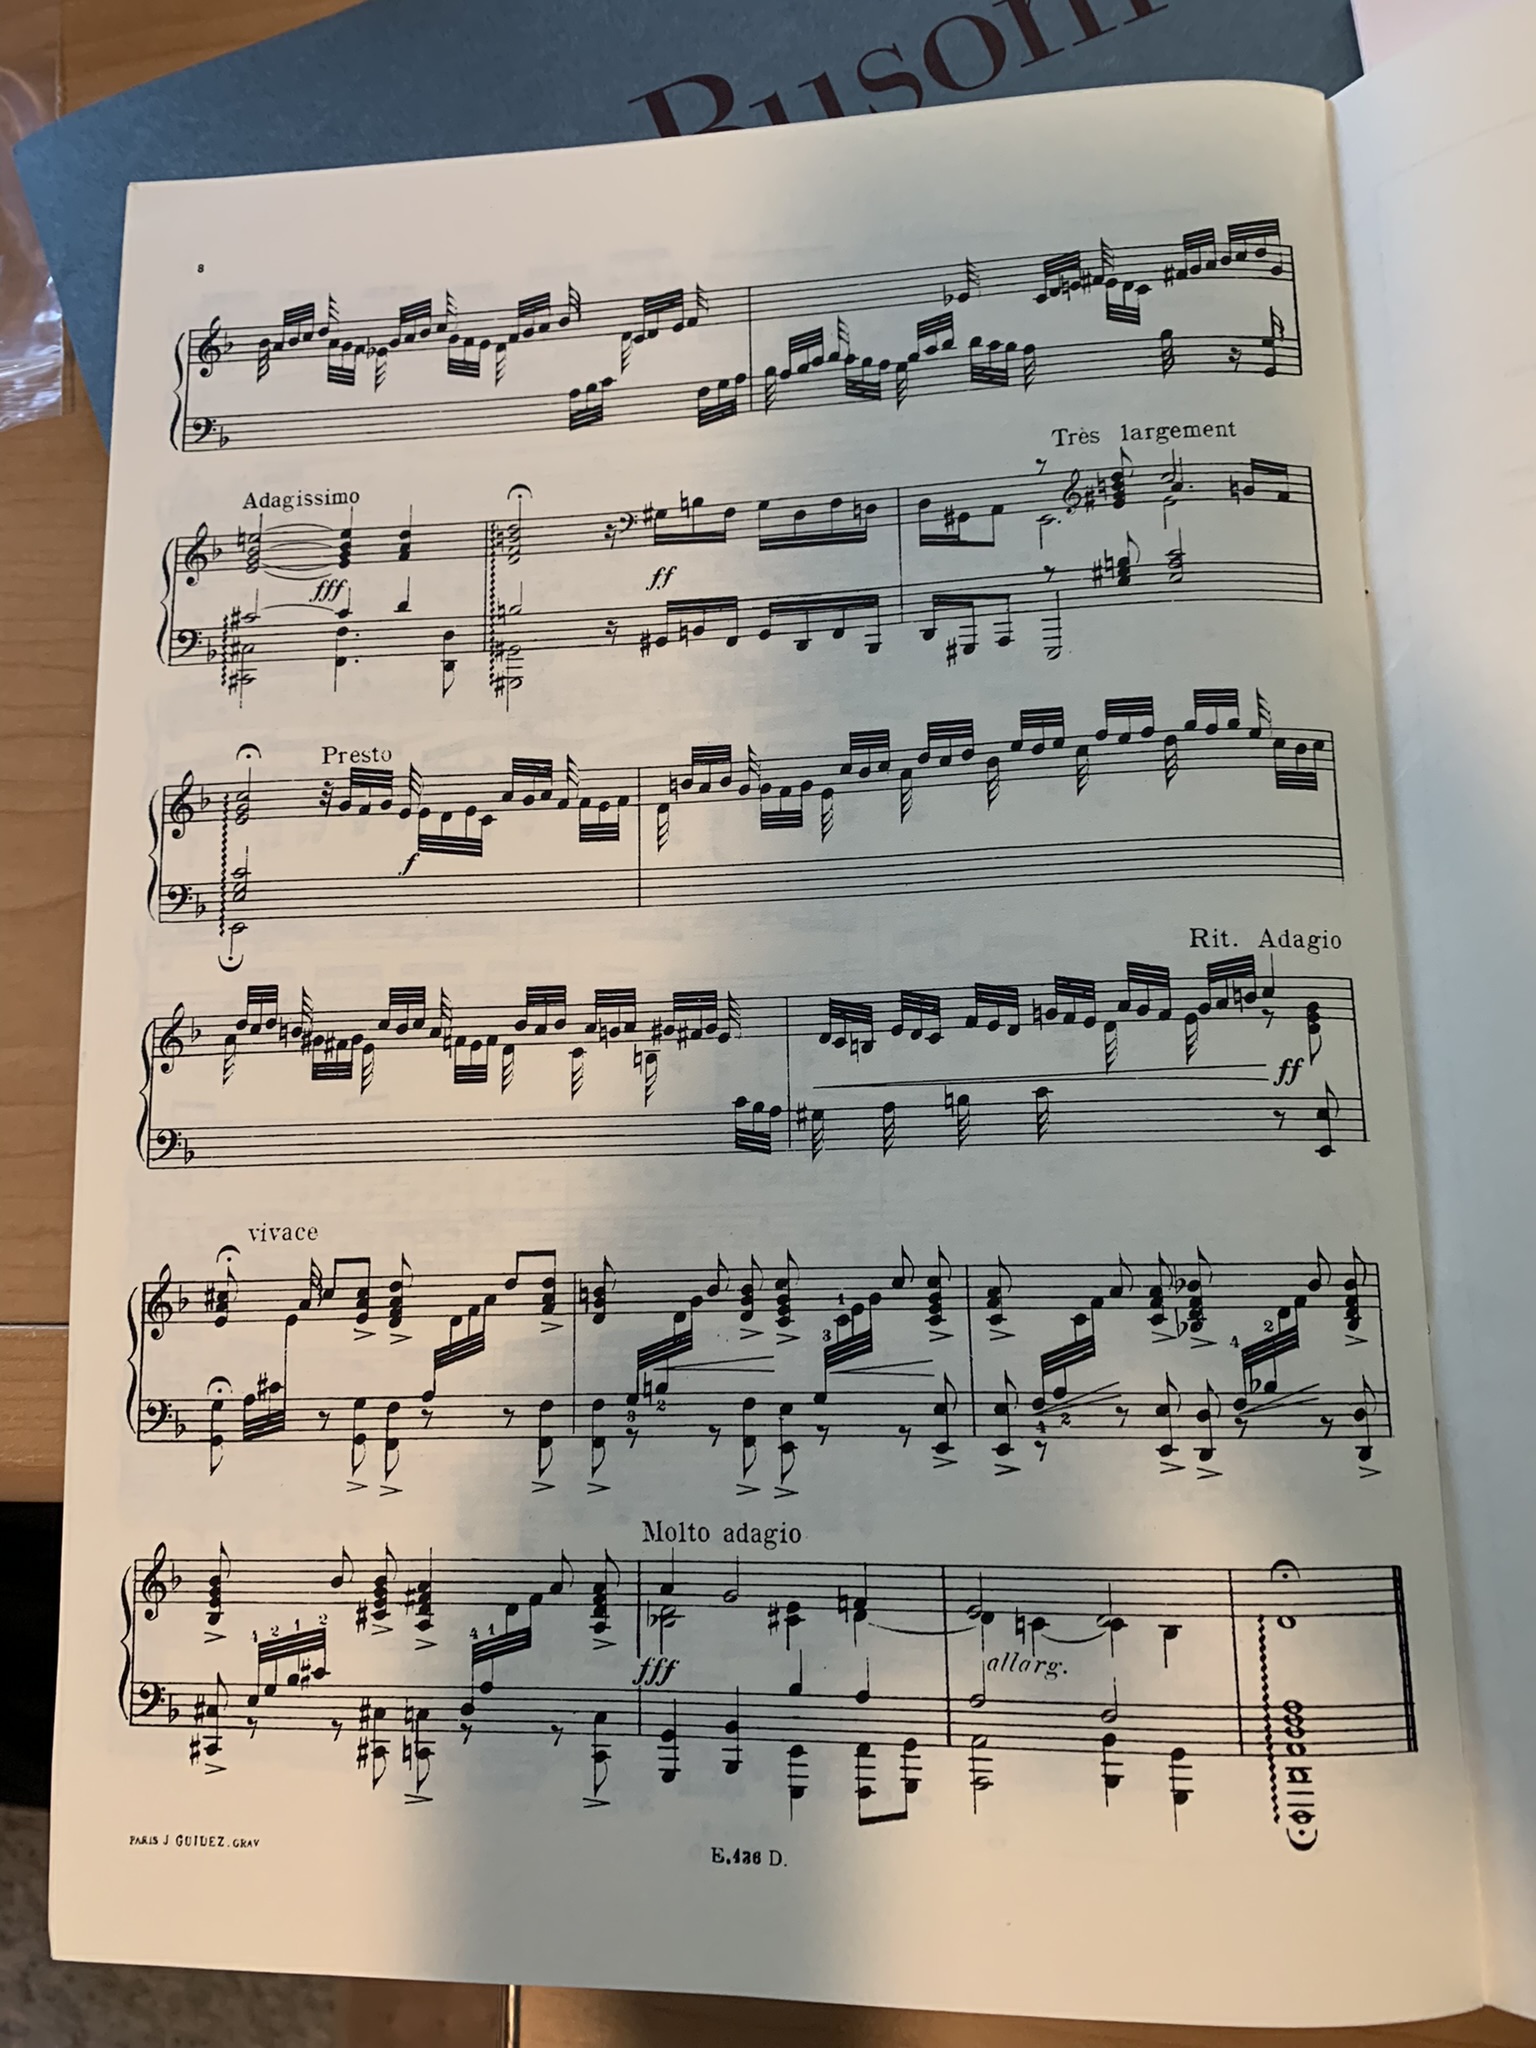 Busoni
8
Très largement
Adagissimo
fff
ff
Presto
f
Rit. Adagio
ff
vivace
1
3
3 2
4 2
4 2
Molto adagio
4 2 1 2
4 1
fff
allarg.
PARIS J GUIDEZ. GRAV
E.436 D.